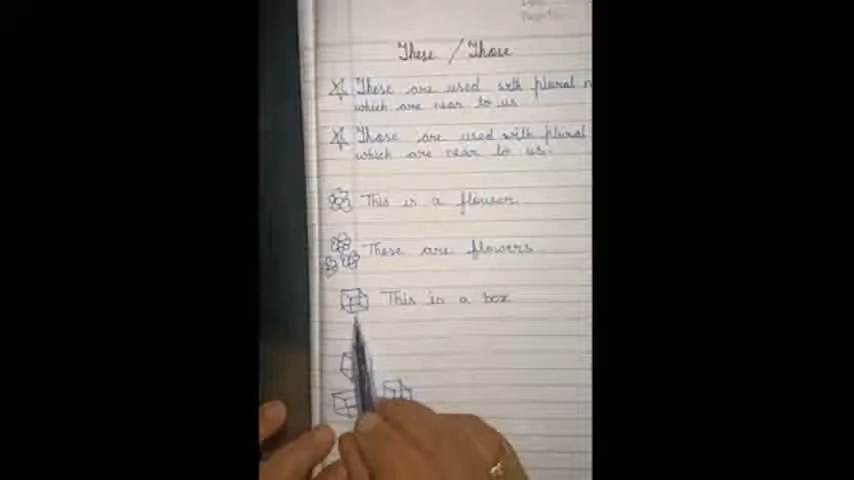 These / Those
These are used with plural n
which are near to us
Those are used with plural
which are near to us.
This is a flower
These are flowers
This is a box